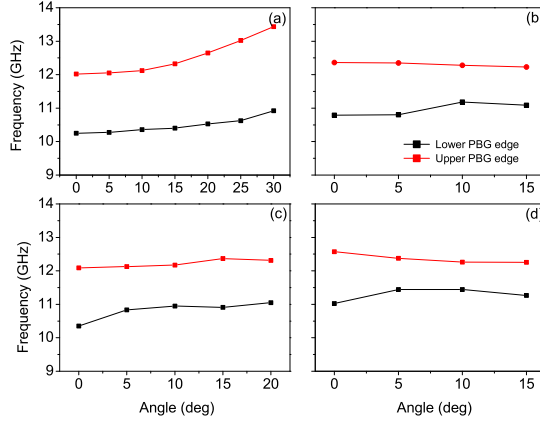 14
13
12
11
10
9
Frequency (GHz)
0 5 10 15 20 25 30
(a)
0 5 10 15
(b)
Lower PBG edge
Upper PBG edge
14
13
12
11
10
9
Frequency (GHz)
0 5 10 15 20
Angle (deg)
(c)
0 5 10 15
Angle (deg)
(d)